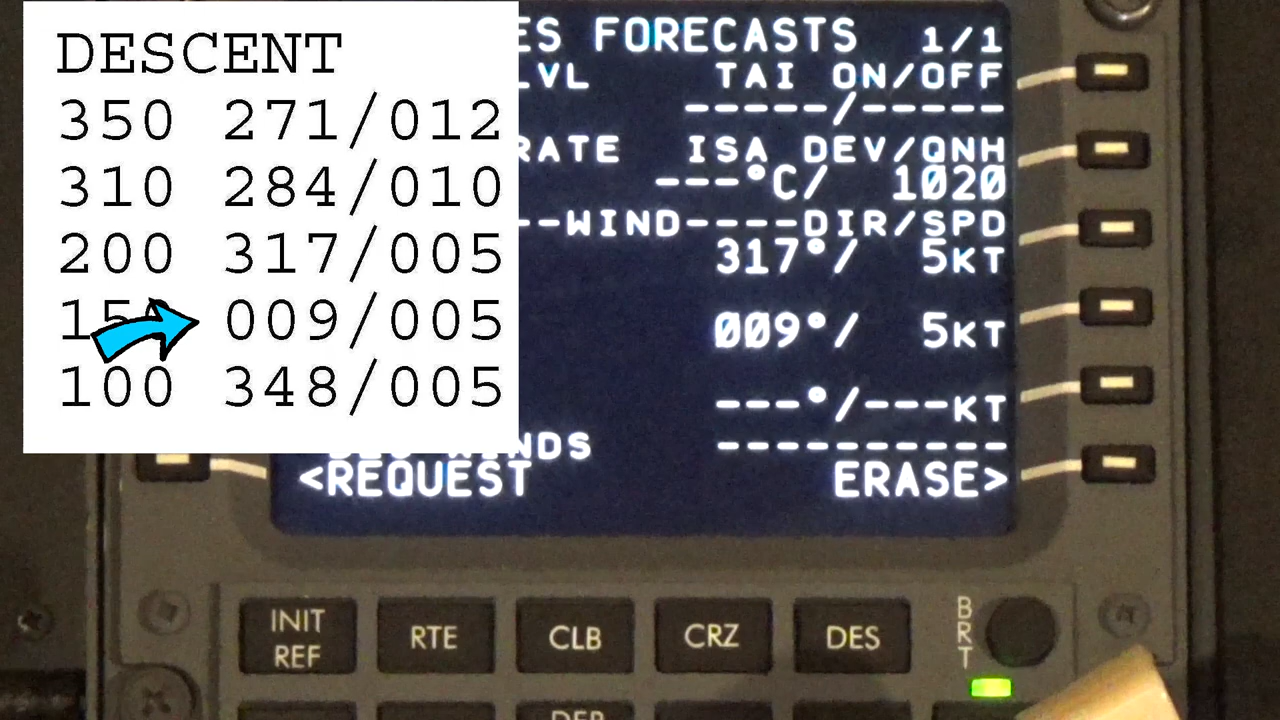 DESCENT
350 271/012
310 284/010
200 317/005
009/005
100 348/005
ES FORECASTS 1/1
LVL TAI ON/OFF
-----/-----
RATE ISA DEV/QNH
---°C/ 1020
--WIND----DIR/SPD
317°/ 5KT
009°/ 5KT
---°/---KT
WINDS ----------
<REQUEST ERASE>
INIT REF
RTE
CLB
CRZ
DES
BRT